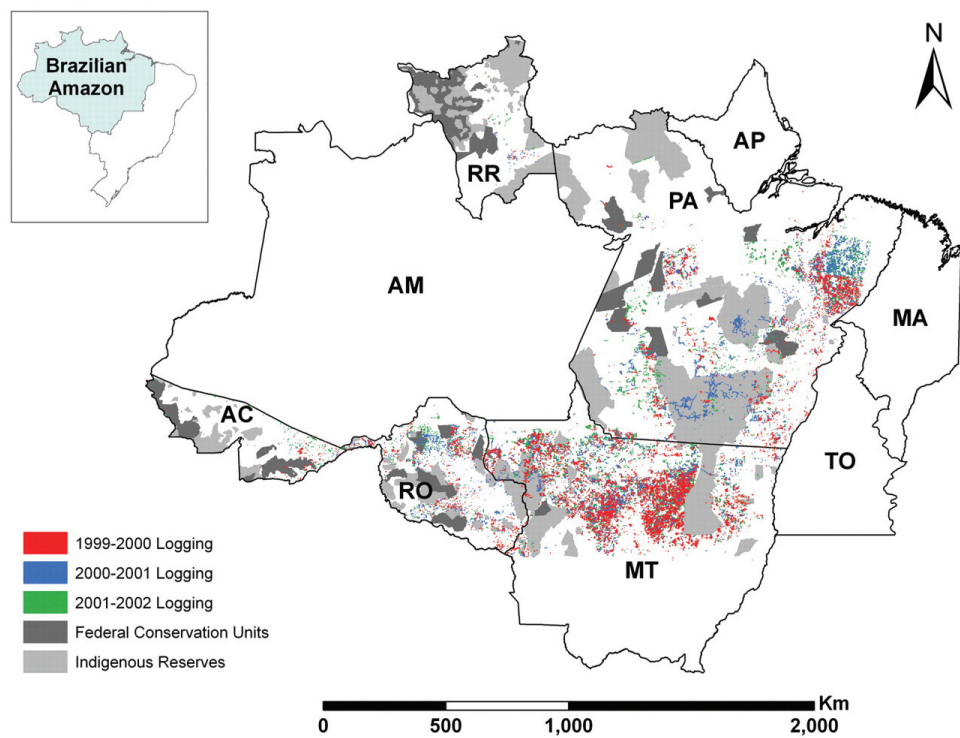 Brazilian
Amazon
N
AP
RR
PA
AM
MA
AC
TO
RO
MT
1999-2000 Logging
2000-2001 Logging
2001-2002 Logging
Federal Conservation Units
Indigenous Reserves
Km
0 500 1,000 2,000